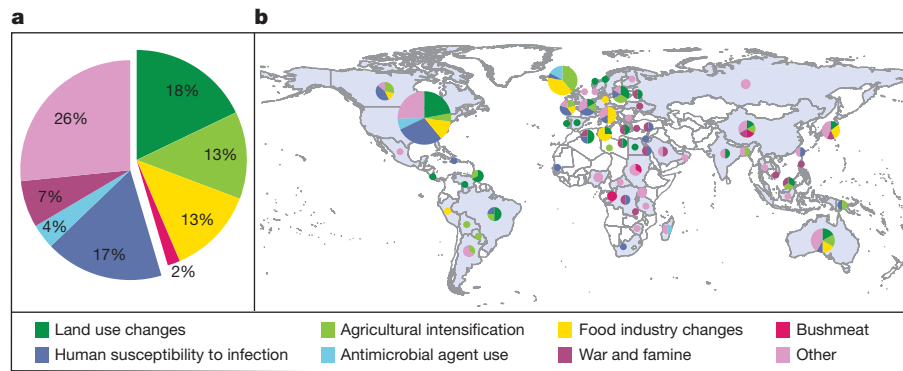 a
b
18%
13%
13%
2%
17%
4%
7%
26%
Land use changes
Agricultural intensification
Food industry changes
Bushmeat
Human susceptibility to infection
Antimicrobial agent use
War and famine
Other